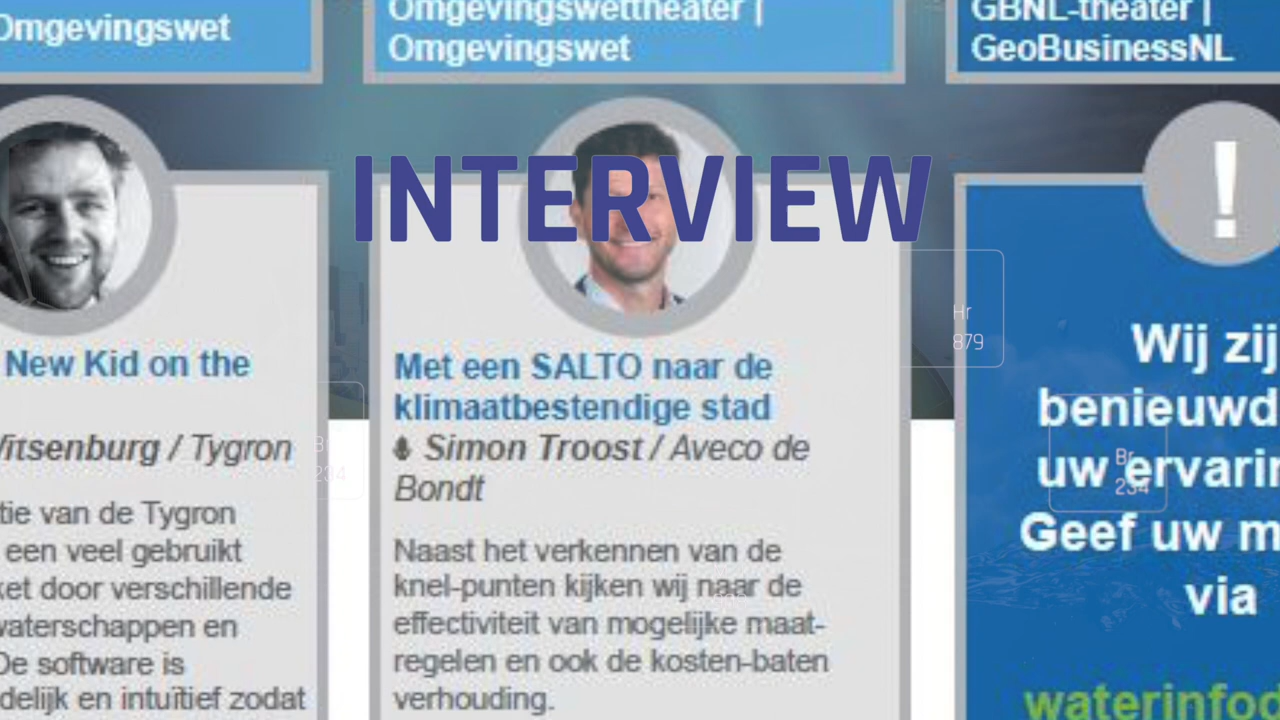 Omgevingswet
Omgevingswettheater |
Omgevingswet
GBNL-theater |
GeoBusinessNL
INTERVIEW
New Kid on the
Witsenburg / Tygron
tie van de Tygron
een veel gebruikt
ket door verschillende
waterschappen en
De software is
delijk en intuïtief zodat
Br
234
Met een SALTO naar de
klimaatbestendige stad
Simon Troost / Aveco de
Bondt
Naast het verkennen van de
knel-punten kijken wij naar de
effectiviteit van mogelijke maat-
regelen en ook de kosten-baten
verhouding.
Hr
879
!
Wij zij
benieuwd
uw ervarin
Geef uw m
via
waterinfod
Br
234